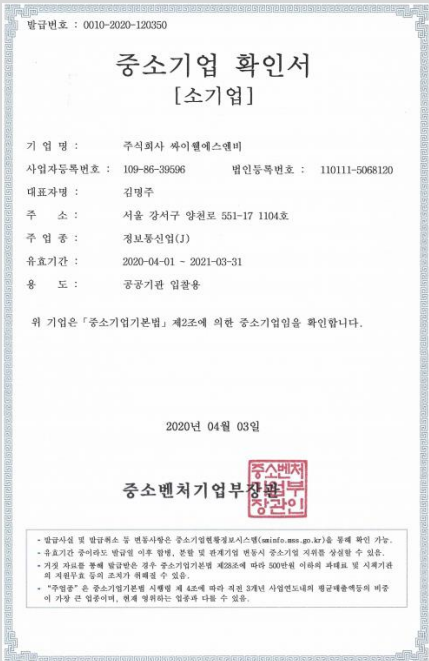 발급번호 : 0010-2020-120350
중소기업 확인서
[소기업]
기 업 명 : 주식회사 싸이웰에스엔비
사업자등록번호 : 109-86-39596 법인등록번호 : 110111-5068120
대표자명 : 김명주
주 소 : 서울 강서구 양천로 551-17 1104호
주 업 종 : 정보통신업(J)
유효기간 : 2020-04-01 ~ 2021-03-31
용 도 : 공공기관 입찰용
위 기업은「중소기업기본법」제2조에 의한 중소기업임을 확인합니다.
2020년 04월 03일
중소벤처기업부장관
중소벤처
기업부
장관인
- 발급사실 및 발급취소 등 변동사항은 중소기업현황정보시스템(sminfo.mss.go.kr)을 통해 확인 가능.
- 유효기간 중이라도 발급일 이후 합병, 분할 및 관계기업 변동시 중소기업 지위를 상실할 수 있음.
- 거짓 자료를 통해 발급받은 경우 중소기업기본법 제28조에 따라 500만원 이하의 과태료 및 시책기관
의 지원무효 등의 조치가 취해질 수 있음.
- "주업종" 은 중소기업기본법 시행령 제 4조에 따라 직전 3개년 사업연도내의 평균매출액등의 비중
이 가장 큰 업종이며, 현재 영위하는 업종과 다를 수 있음.